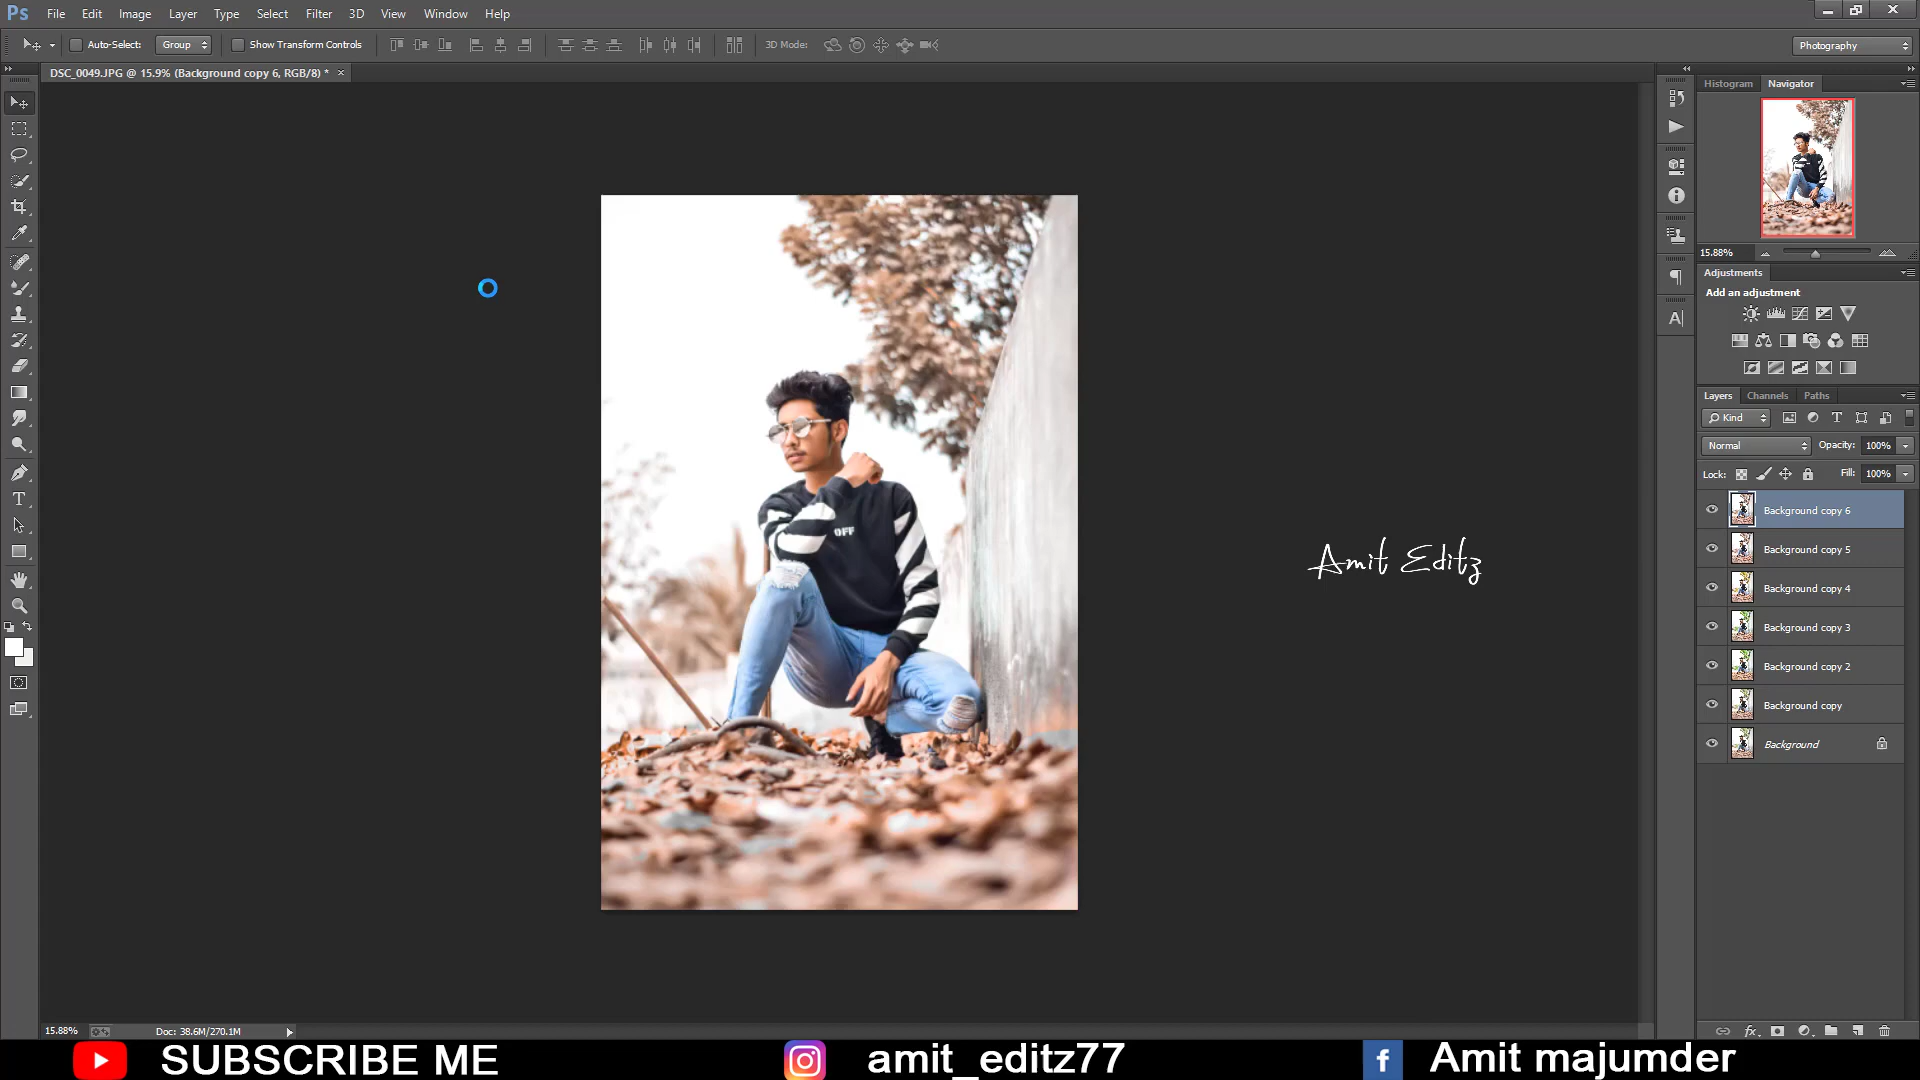 Ps File Edit Image Layer Type Select Filter 3D View Window Help
Auto-Select: Group Show Transform Controls 3D Mode: Photography
DSC_0049.JPG @ 15.9% (Background copy 6, RGB/8) * ×
Histogram Navigator
15.88%
Adjustments
Add an adjustment
Layers Channels Paths
Kind
Normal Opacity: 100%
Lock: Fill: 100%
Background copy 6
Background copy 5
Background copy 4
Background copy 3
Background copy 2
Background copy
Background
OFF
Amit Editz
15.88% Doc: 38.6M/270.1M
SUBSCRIBE ME amit_editz77 Amit majumder